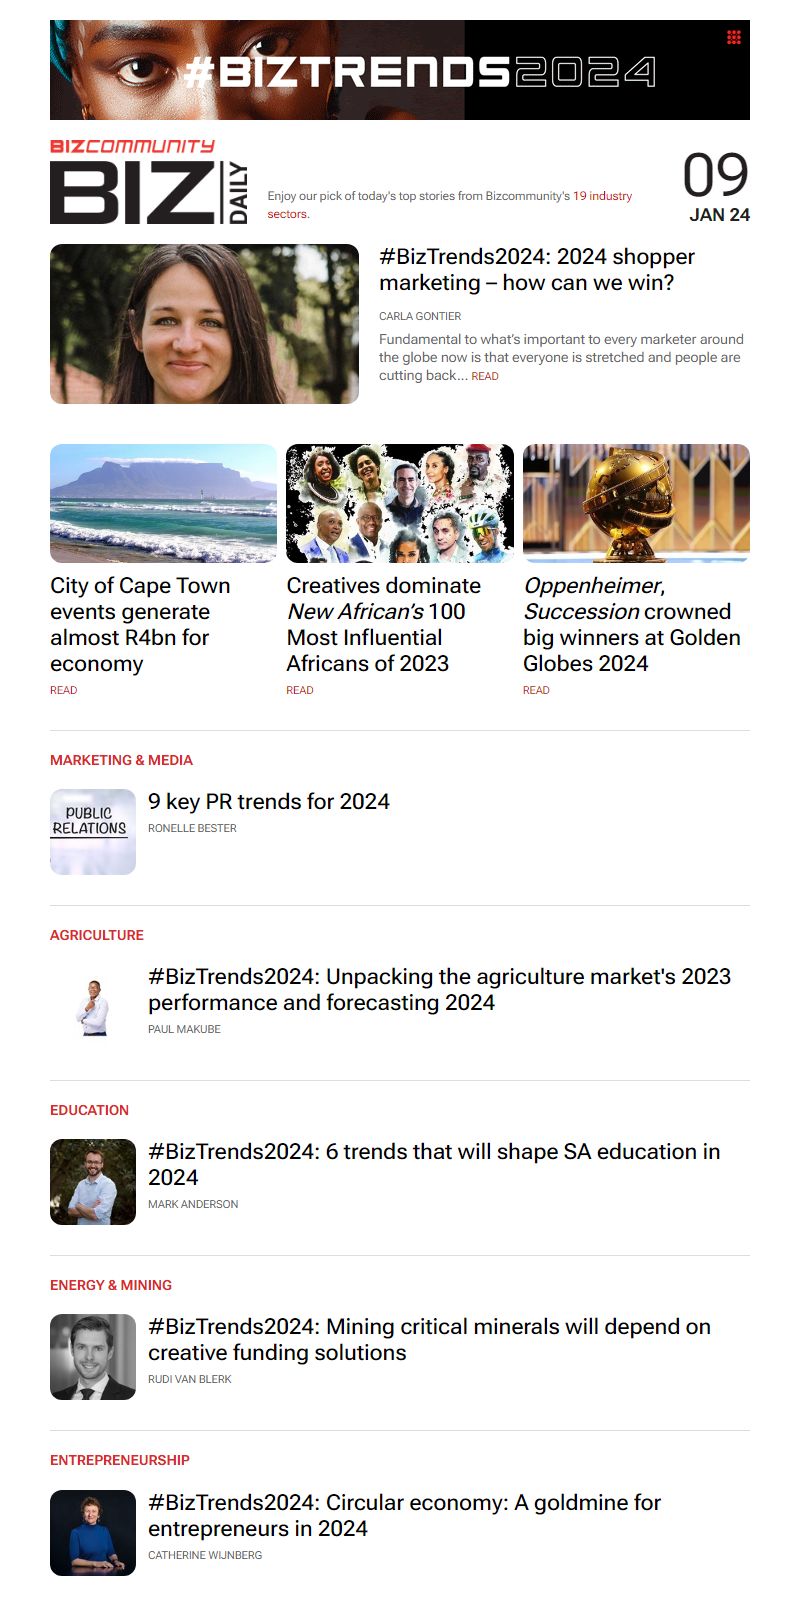 #BIZTRENDS2024
BIZCOMMUNITY
BIZ DAILY
Enjoy our pick of today's top stories from Bizcommunity's 19 industry
sectors.
09
JAN 24
#BizTrends2024: 2024 shopper
marketing – how can we win?
CARLA GONTIER
Fundamental to what's important to every marketer around
the globe now is that everyone is stretched and people are
cutting back... READ
City of Cape Town
events generate
almost R4bn for
economy
READ
Creatives dominate
New African's 100
Most Influential
Africans of 2023
READ
Oppenheimer,
Succession crowned
big winners at Golden
Globes 2024
READ
MARKETING & MEDIA
PUBLIC
RELATIONS
9 key PR trends for 2024
RONELLE BESTER
AGRICULTURE
#BizTrends2024: Unpacking the agriculture market's 2023
performance and forecasting 2024
PAUL MAKUBE
EDUCATION
#BizTrends2024: 6 trends that will shape SA education in
2024
MARK ANDERSON
ENERGY & MINING
#BizTrends2024: Mining critical minerals will depend on
creative funding solutions
RUDI VAN BLERK
ENTREPRENEURSHIP
#BizTrends2024: Circular economy: A goldmine for
entrepreneurs in 2024
CATHERINE WIJNBERG